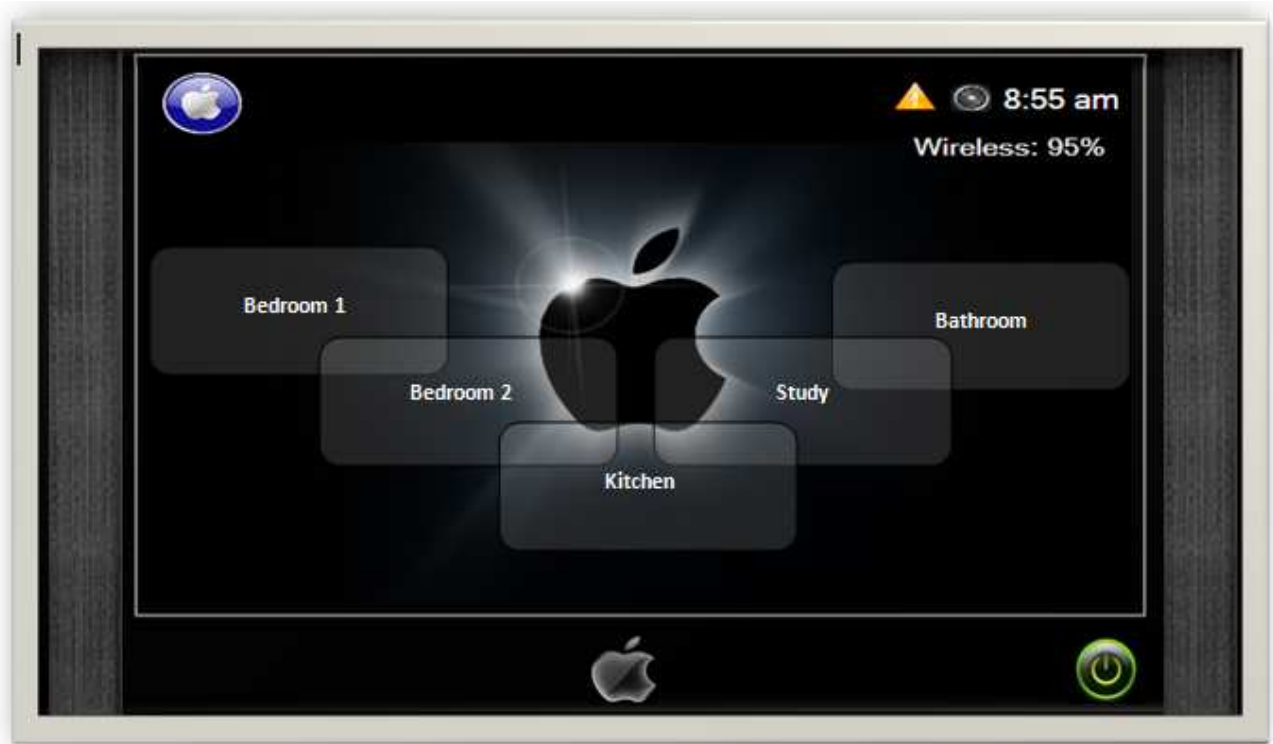 8:55 am
Wireless: 95%
Bedroom 1
Bathroom
Bedroom 2
Study
Kitchen